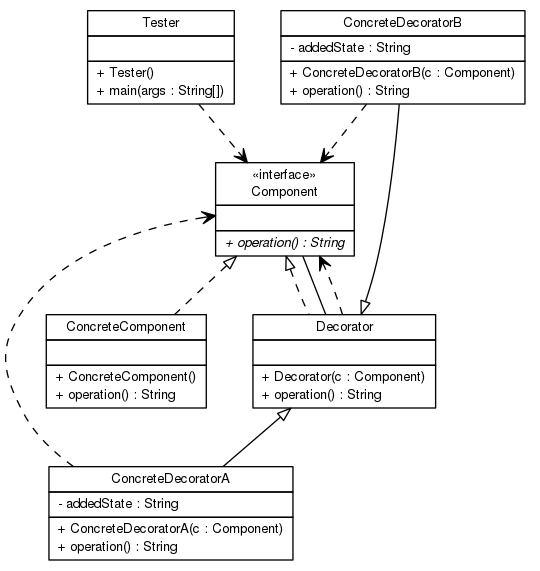 Tester
+ Tester()
+ main(args : String[])
ConcreteDecoratorB
- addedState : String
+ ConcreteDecoratorB(c : Component)
+ operation() : String
«interface»
Component
+ operation() : String
ConcreteComponent
+ ConcreteComponent()
+ operation() : String
Decorator
+ Decorator(c : Component)
+ operation() : String
ConcreteDecoratorA
- addedState : String
+ ConcreteDecoratorA(c : Component)
+ operation() : String